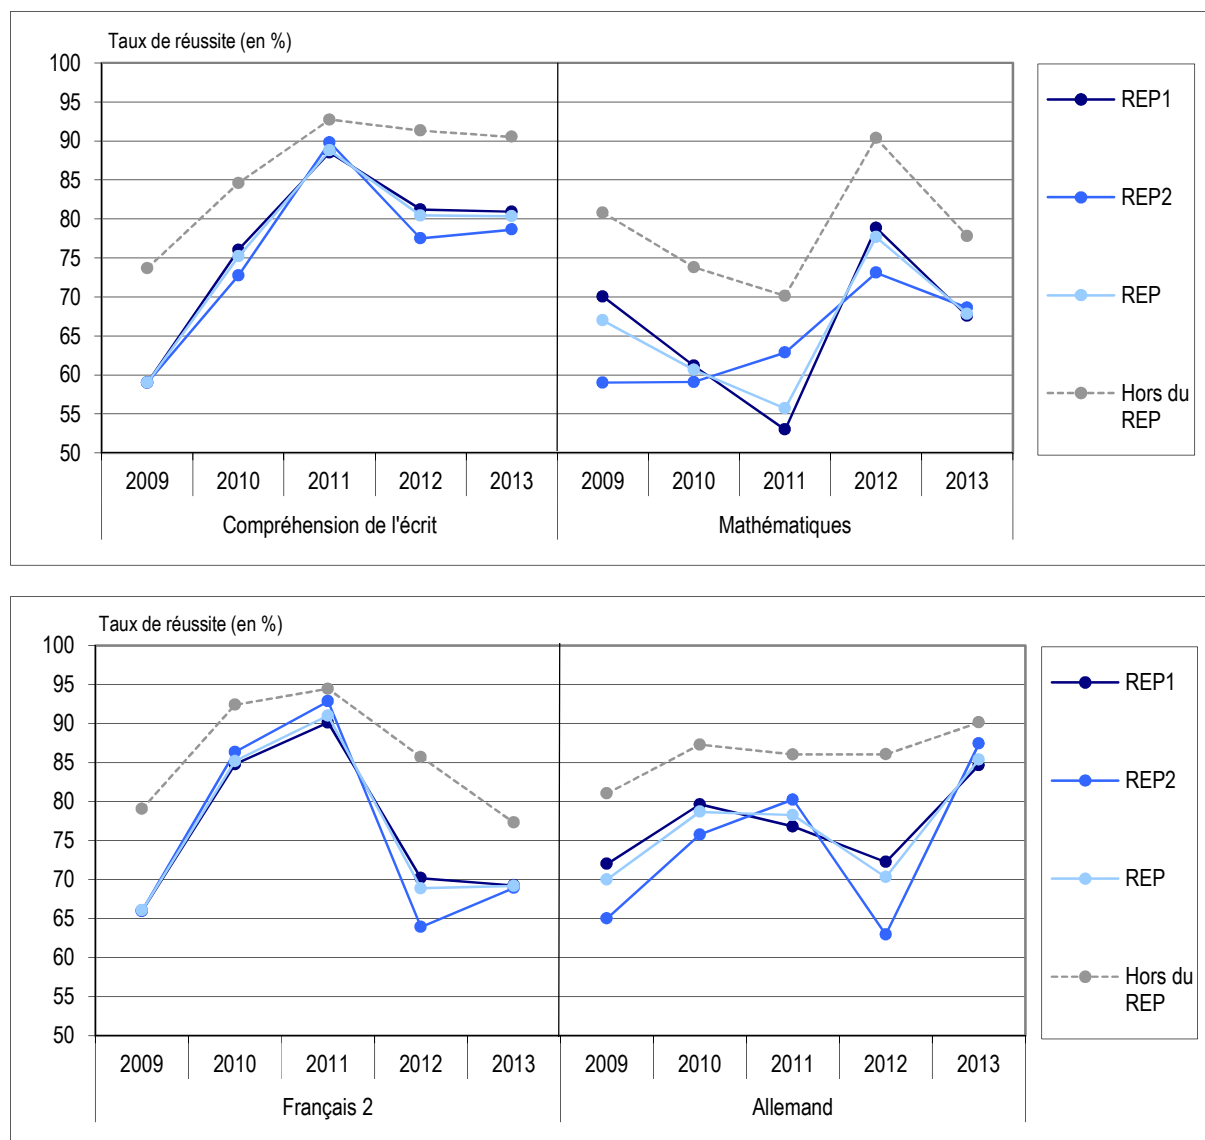 Taux de réussite (en %)
100
95
90
85
80
75
70
65
60
55
50
2009 2010 2011 2012 2013 2009 2010 2011 2012 2013
Compréhension de l'écrit Mathématiques
REP1
REP2
REP
Hors du
REP
Taux de réussite (en %)
100
95
90
85
80
75
70
65
60
55
50
2009 2010 2011 2012 2013 2009 2010 2011 2012 2013
Français 2 Allemand
REP1
REP2
REP
Hors du
REP